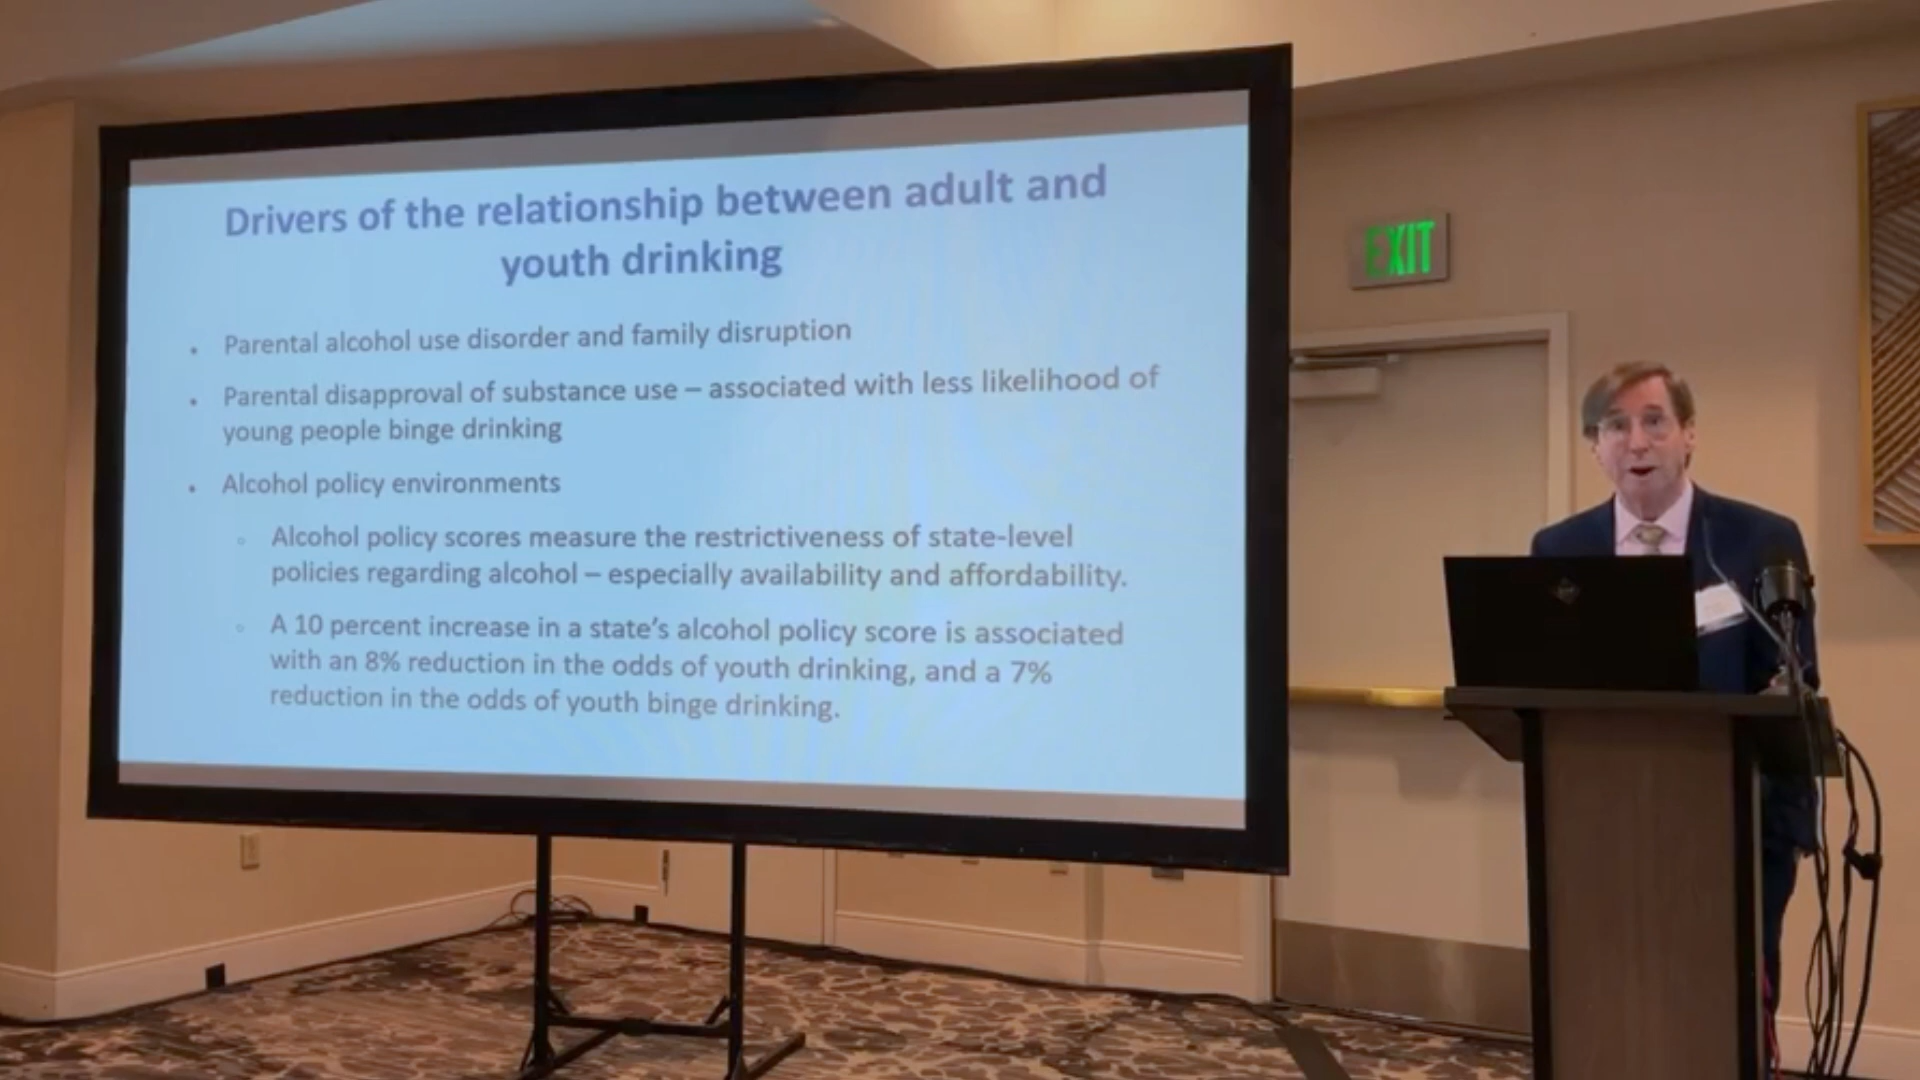 Drivers of the relationship between adult and
youth drinking
• Parental alcohol use disorder and family disruption
• Parental disapproval of substance use – associated with less likelihood of
young people binge drinking
• Alcohol policy environments
◦ Alcohol policy scores measure the restrictiveness of state-level
policies regarding alcohol – especially availability and affordability.
◦ A 10 percent increase in a state's alcohol policy score is associated
with an 8% reduction in the odds of youth drinking, and a 7%
reduction in the odds of youth binge drinking.
EXIT